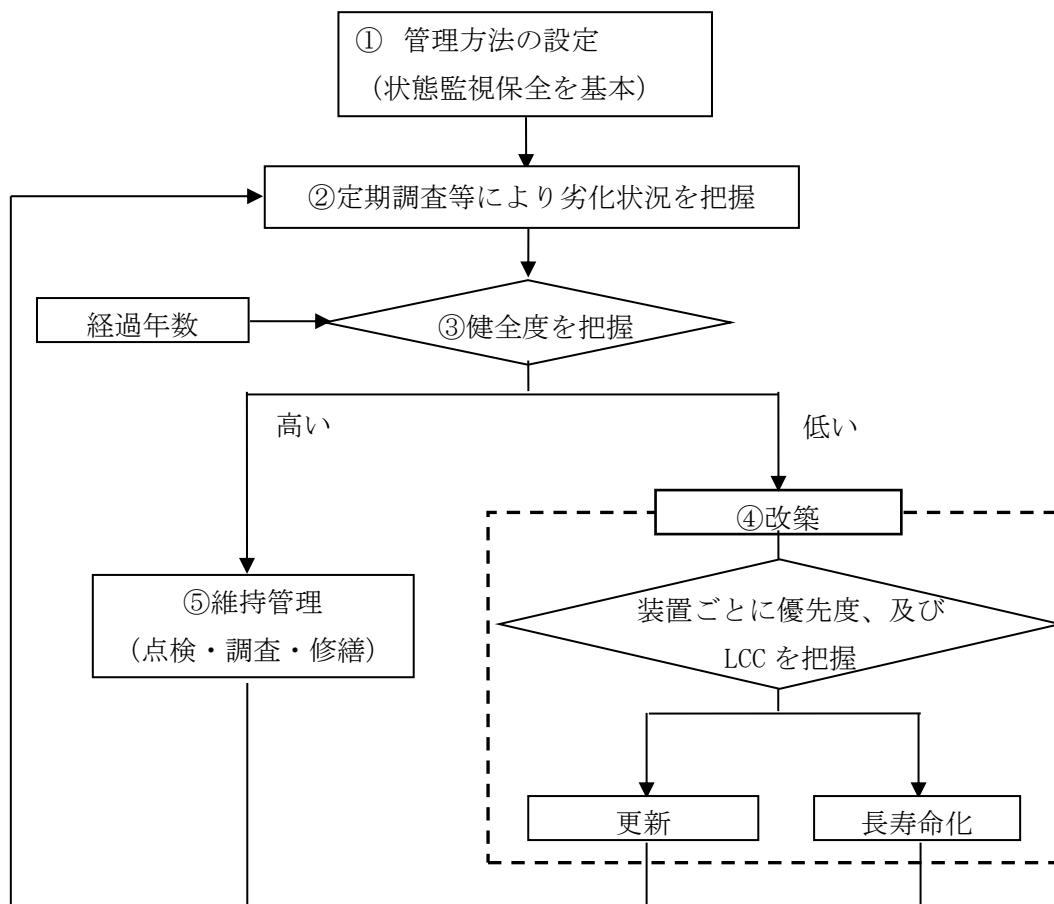 ① 管理方法の設定
（状態監視保全を基本）
②定期調査等により劣化状況を把握
経過年数
③健全度を把握
高い
低い
④改築
⑤維持管理
（点検・調査・修繕）
装置ごとに優先度、及び
LCC を把握
更新
長寿命化